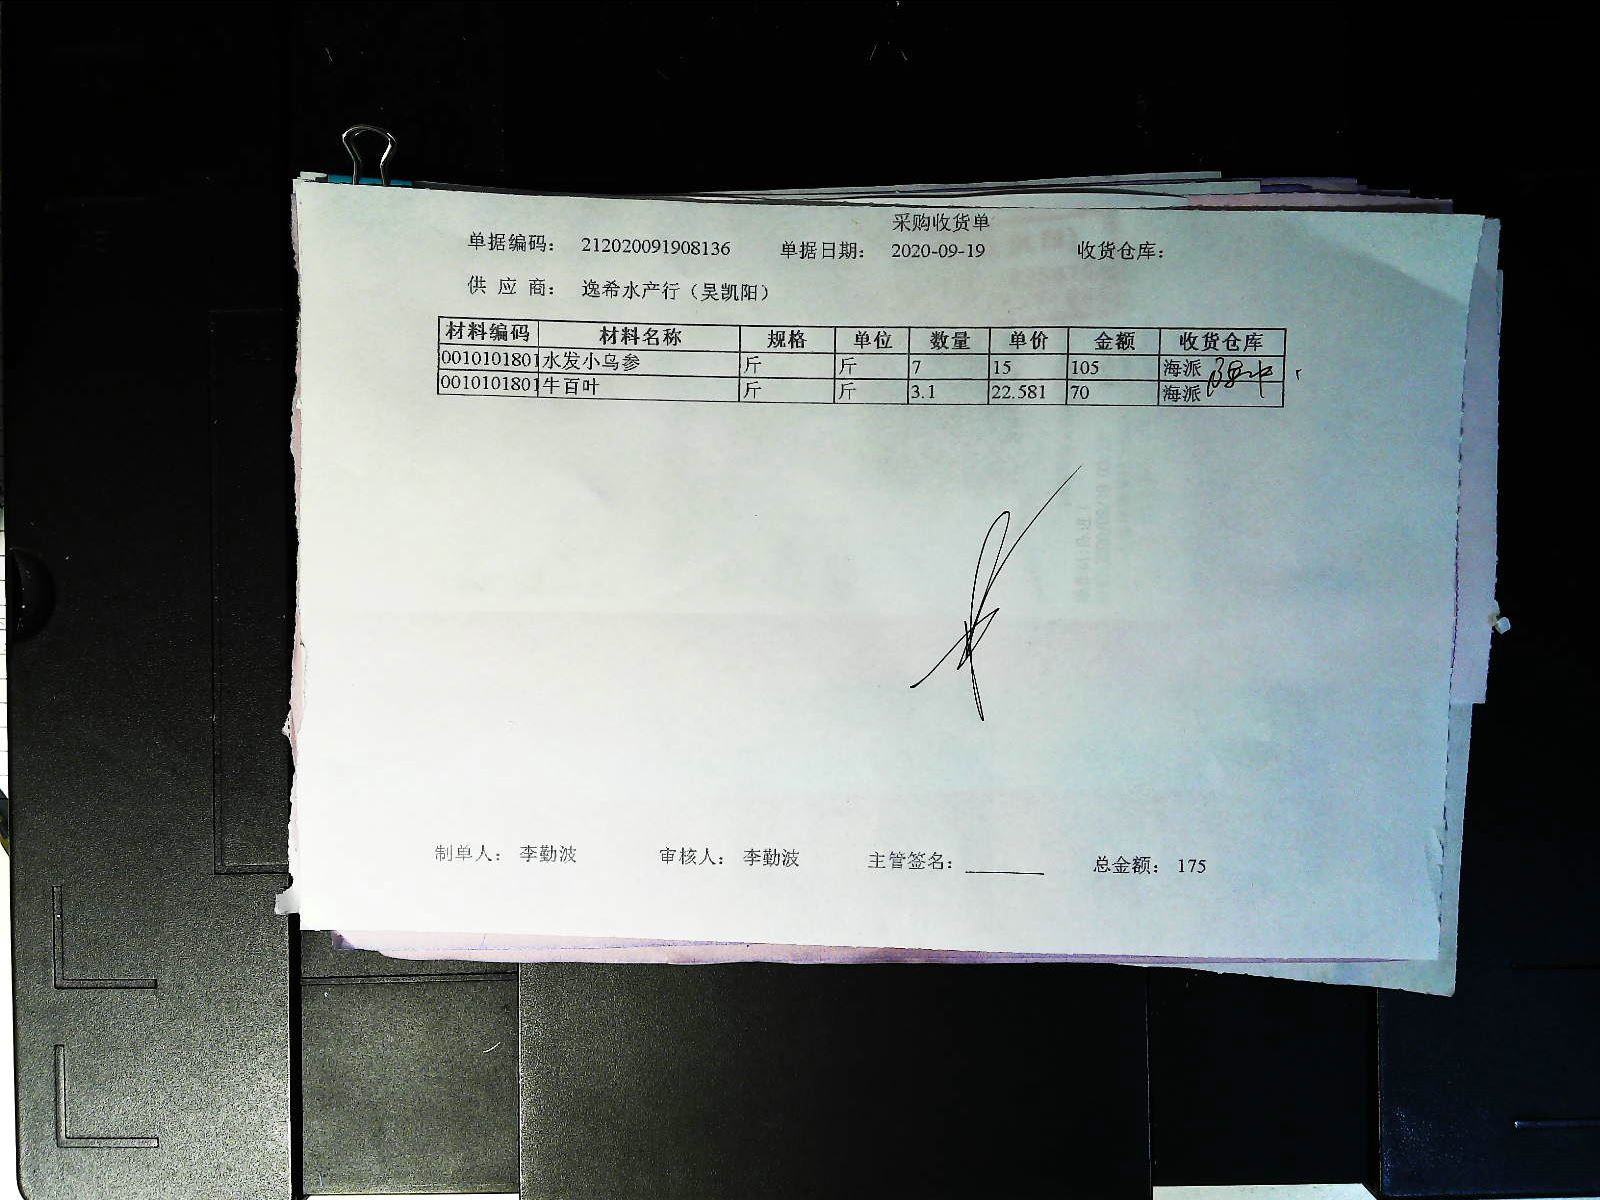 采购收货单
单据编码： 212020091908136 单据日期： 2020-09-19 收货仓库：
供 应 商： 逸希水产行（吴凯阳）
材料编码 材料名称 规格 单位 数量 单价 金额 收货仓库
0010101801 水发小乌参 斤 斤 7 15 105 海派
0010101801 牛百叶 斤 斤 3.1 22.581 70 海派
制单人： 李勤波 审核人： 李勤波 主管签名： 总金额： 175